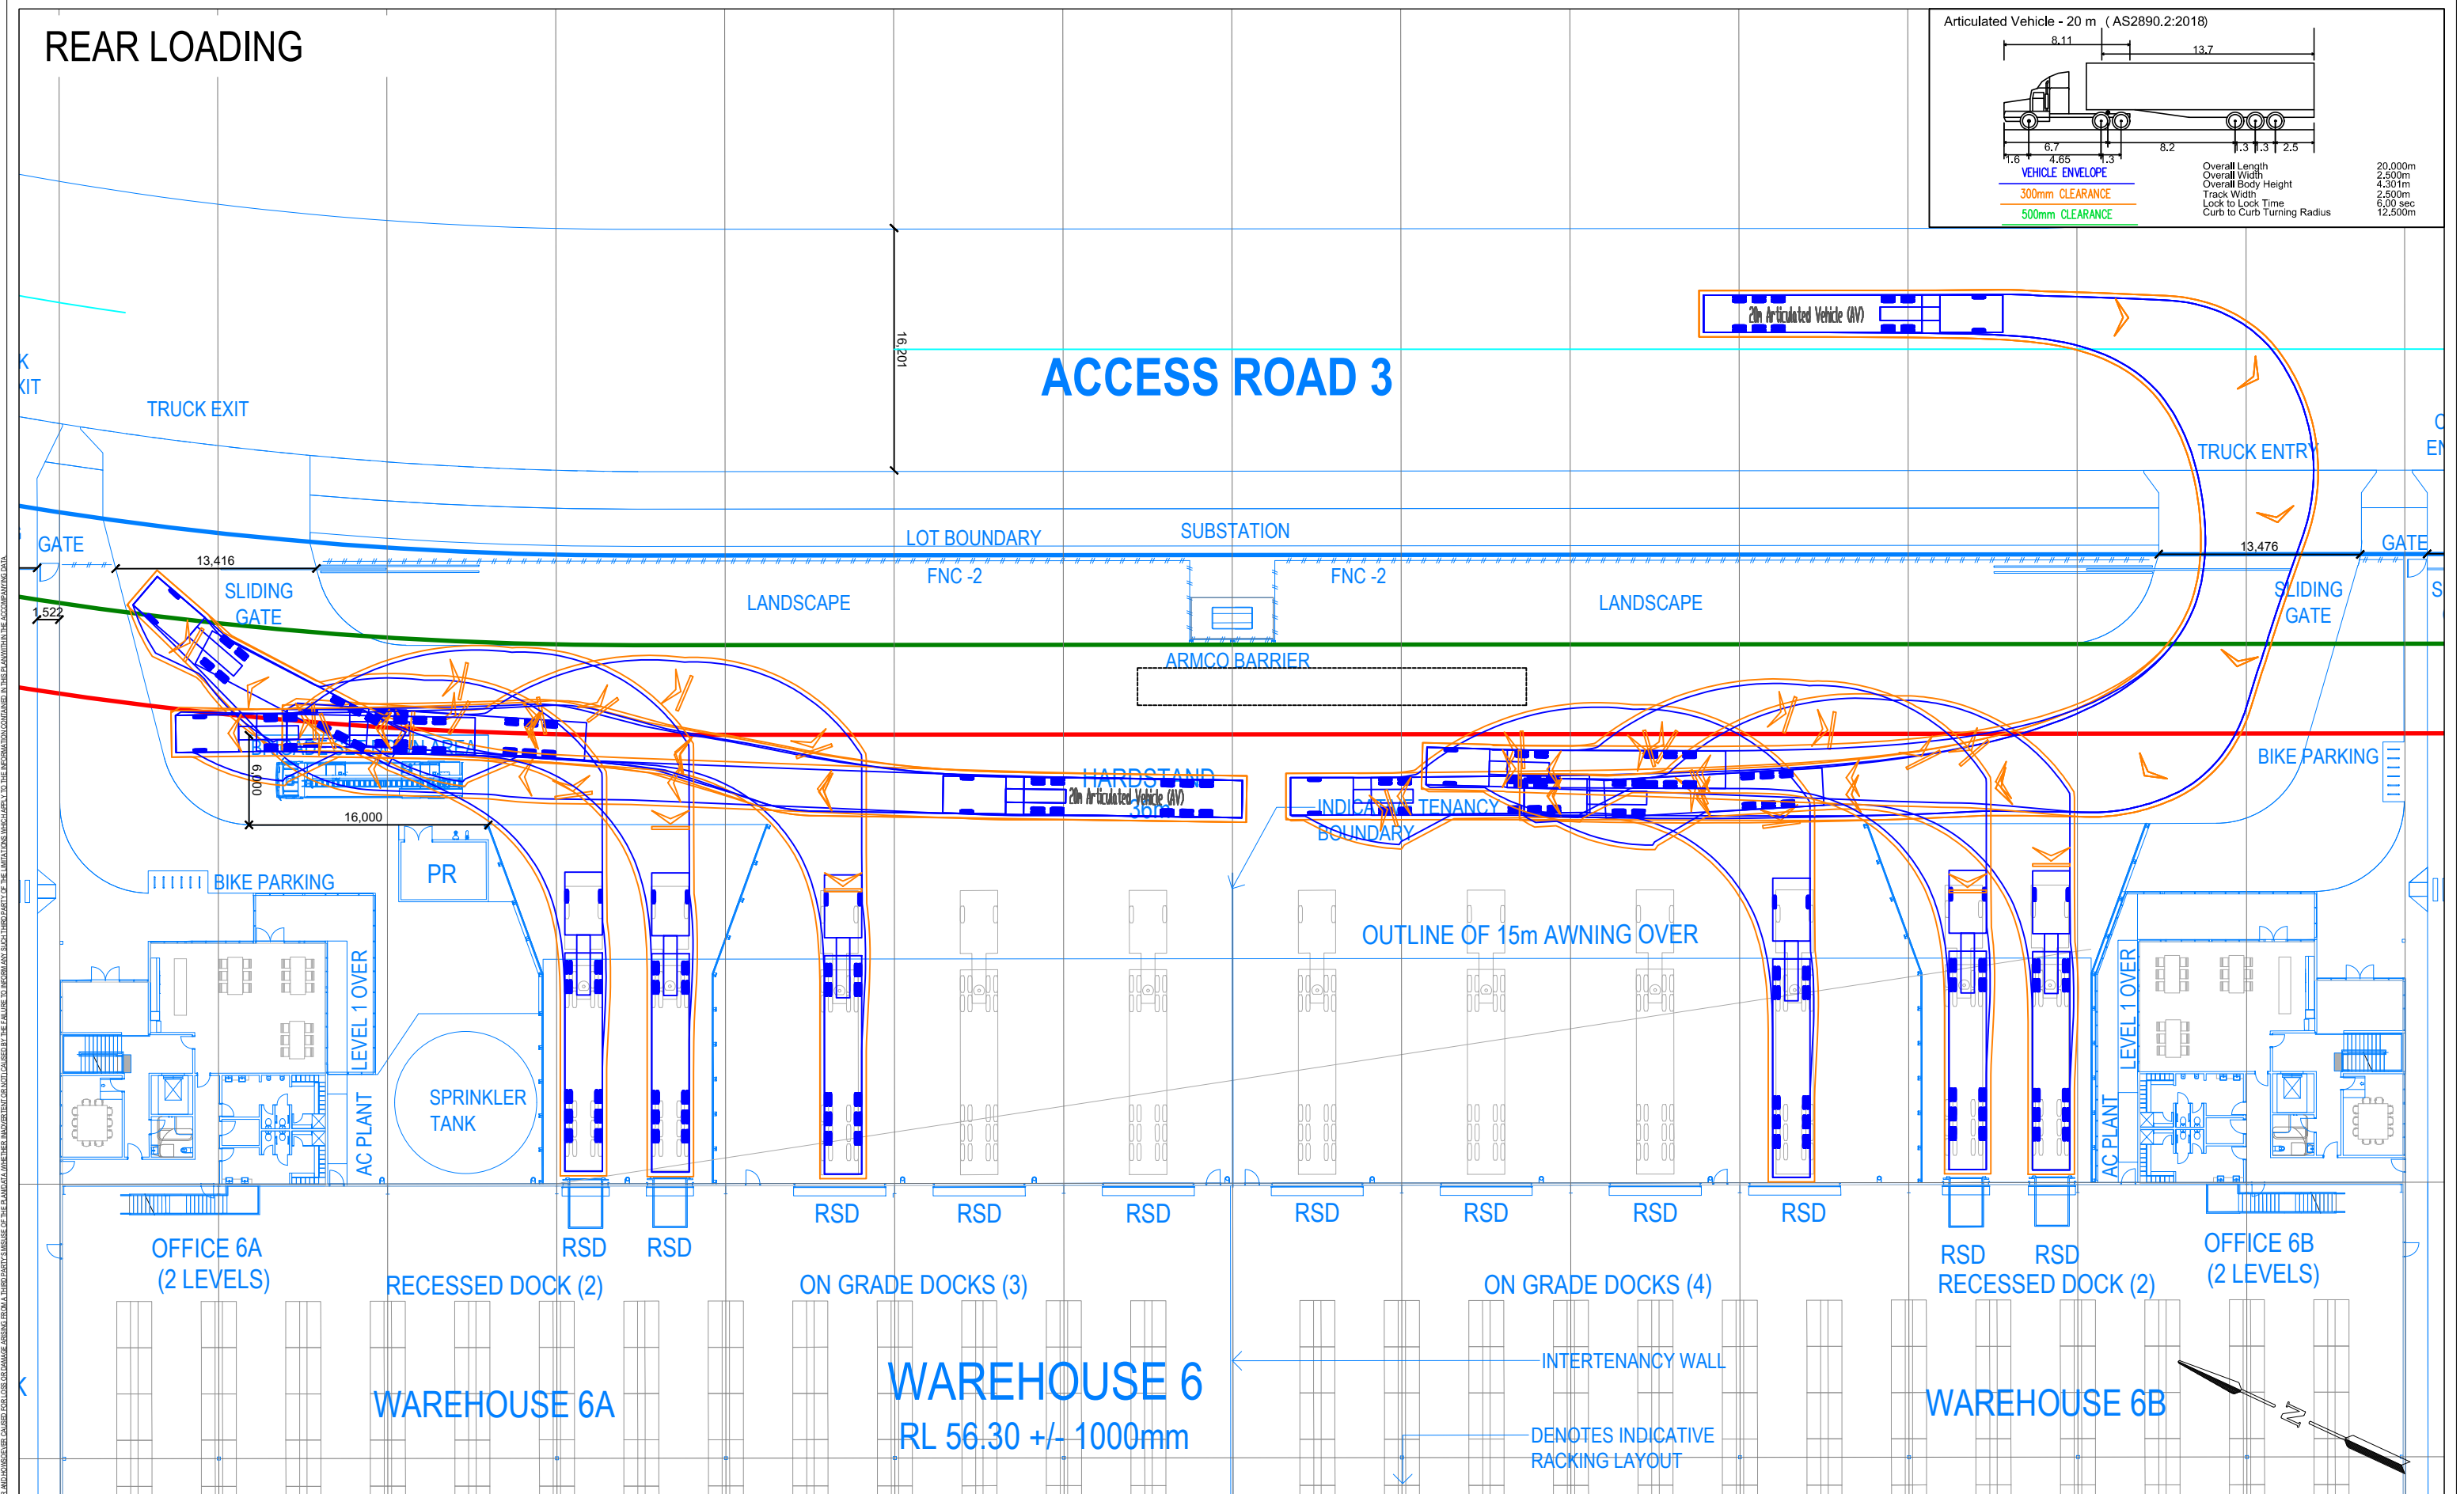 REAR LOADING
Articulated Vehicle - 20 m (AS2890.2:2018)
8.11
13.7
6.7
8.2
1.3
1.3
2.5
1.6
4.65
1.3
VEHICLE ENVELOPE
300mm CLEARANCE
500mm CLEARANCE
Overall Length 20.000m
Overall Width 2.500m
Overall Body Height 4.301m
Track Width 2.500m
Lock to Lock Time 6.00 sec
Curb to Curb Turning Radius 12.500m
20m Articulated Vehicle (AV)
16,201
ACCESS ROAD 3
K
XIT
TRUCK EXIT
TRUCK ENTRY
C
EN
GATE
13,416
LOT BOUNDARY
SUBSTATION
13,476
GATE
FNC -2
FNC -2
SLIDING
GATE
LANDSCAPE
LANDSCAPE
SLIDING
GATE
S
1,522
ARMCO BARRIER
BIKE PARKING
6,000
HARDSTAND
36m
20m Articulated Vehicle (AV)
INDICATIVE TENANCY
BOUNDARY
16,000
PR
BIKE PARKING
OUTLINE OF 15m AWNING OVER
LEVEL 1 OVER
LEVEL 1 OVER
SPRINKLER
TANK
AC PLANT
AC PLANT
RSD
RSD
RSD
RSD
RSD
RSD
RSD
RSD
RSD
RSD
RSD
OFFICE 6A
(2 LEVELS)
OFFICE 6B
(2 LEVELS)
RECESSED DOCK (2)
ON GRADE DOCKS (3)
ON GRADE DOCKS (4)
RECESSED DOCK (2)
INTERTENANCY WALL
WAREHOUSE 6A
WAREHOUSE 6
RL 56.30 +/- 1000mm
WAREHOUSE 6B
K
DENOTES INDICATIVE
RACKING LAYOUT
N